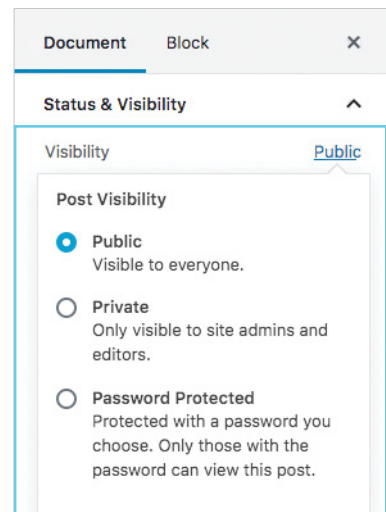 Document Block ×
Status & Visibility
Visibility Public
Post Visibility
Public
Visible to everyone.
Private
Only visible to site admins and
editors.
Password Protected
Protected with a password you
choose. Only those with the
password can view this post.